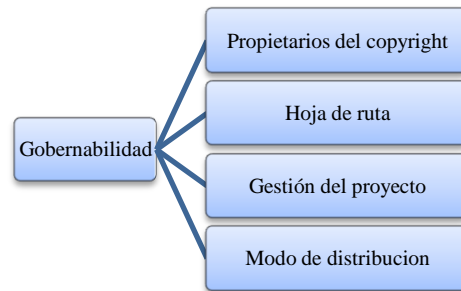 Propietarios del copyright
Hoja de ruta
Gobernabilidad
Gestión del proyecto
Modo de distribucion